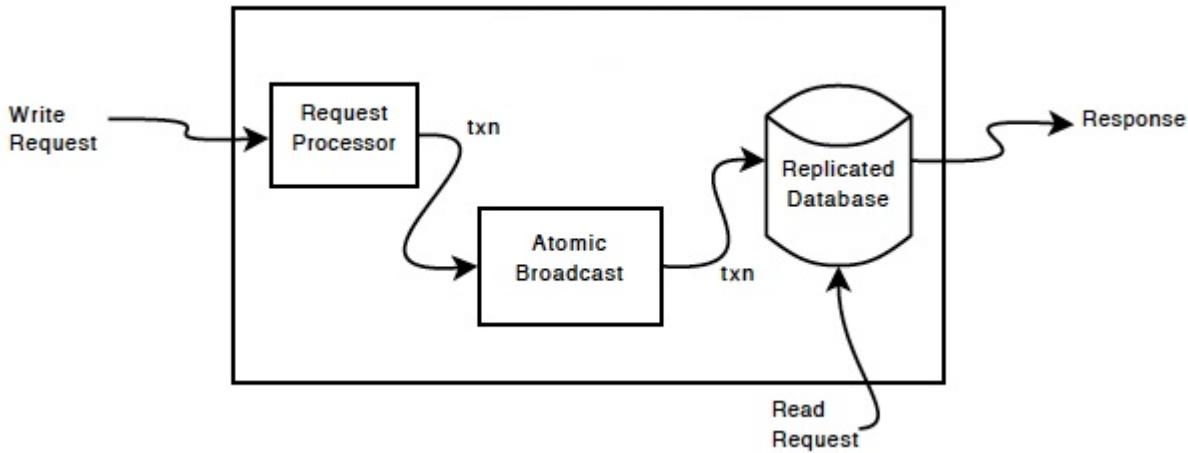 Write
Request
Request
Processor
txn
Atomic
Broadcast
txn
Replicated
Database
Response
Read
Request